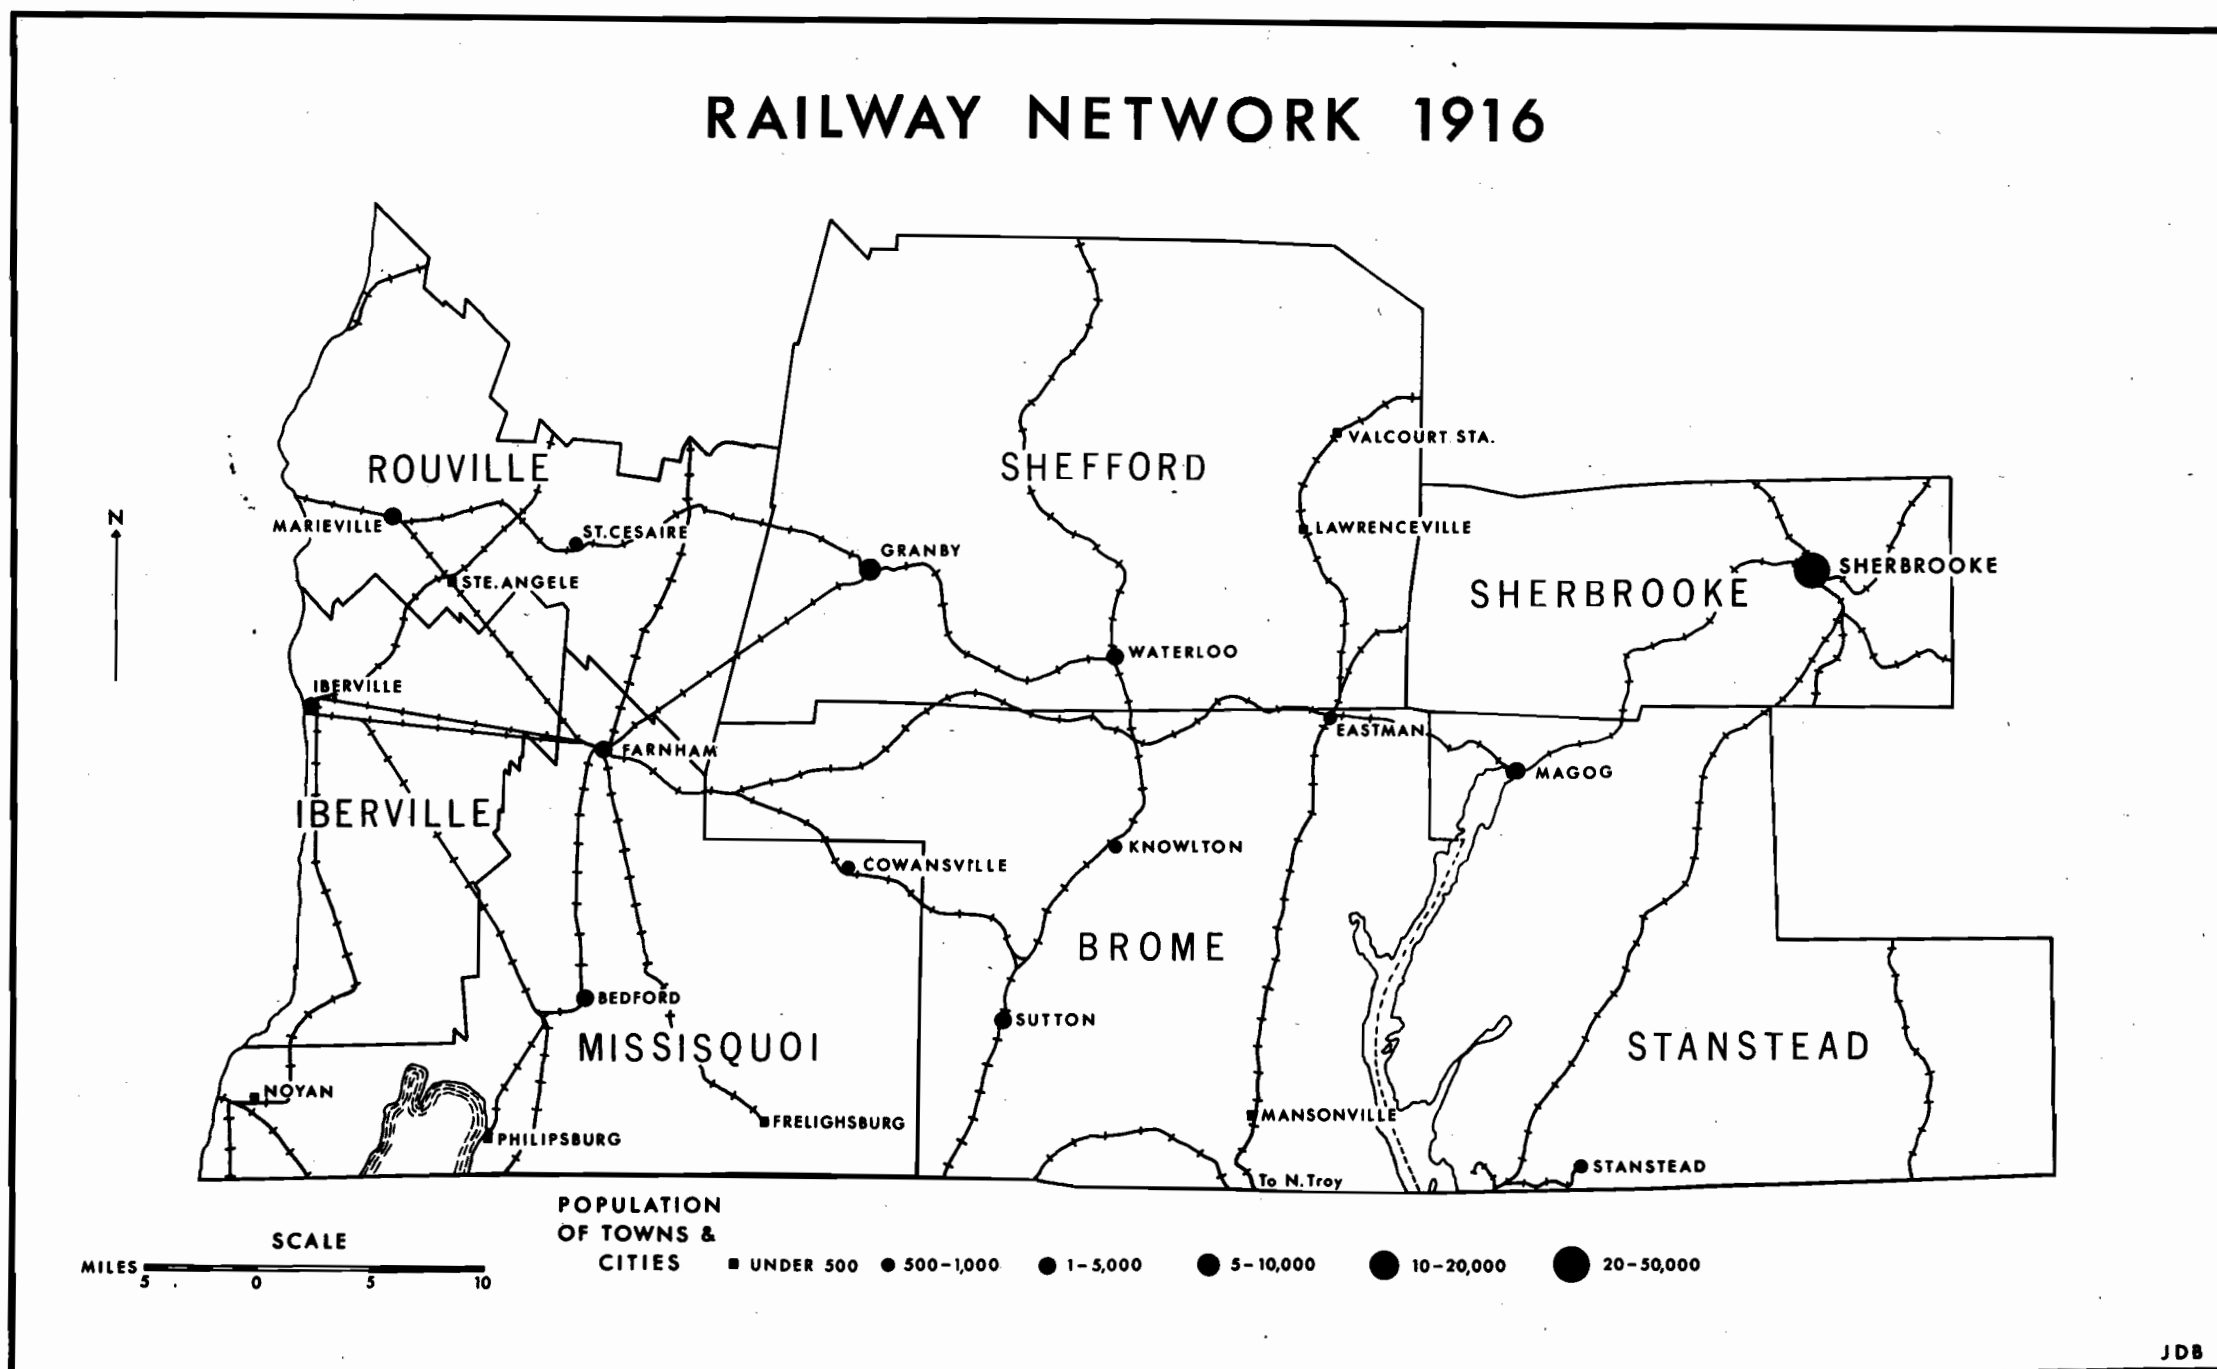 RAILWAY NETWORK 1916
N
ROUVILLE
SHEFFORD
VALCOURT STA.
MARIEVILLE
ST.CESAIRE
LAWRENCEVILLE
GRANBY
SHERBROOKE
STE.ANGELE
SHERBROOKE
WATERLOO
IBERVILLE
EASTMAN
FARNHAM
MAGOG
IBERVILLE
KNOWLTON
COWANSVILLE
BROME
BEDFORD
SUTTON
MISSISQUOI
STANSTEAD
NOYAN
MANSONVILLE
FRELIGHSBURG
PHILIPSBURG
STANSTEAD
To N.Troy
SCALE
MILES
5 0 5 10
POPULATION
OF TOWNS &
CITIES
UNDER 500 500-1,000 1-5,000 5-10,000 10-20,000 20-50,000
JDB